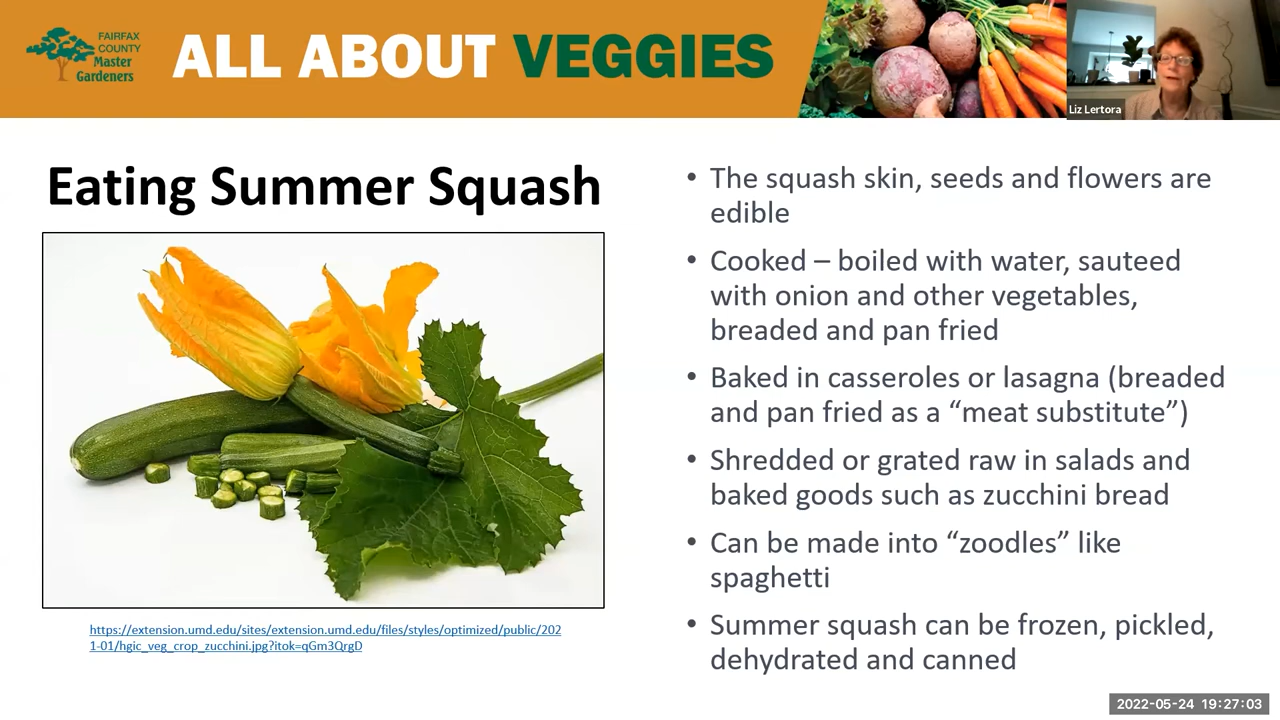 FAIRFAX
COUNTY
Master
Gardeners
ALL ABOUT VEGGIES
Liz Lertora
Eating Summer Squash
https://extension.umd.edu/sites/extension.umd.edu/files/styles/optimized/public/202
1-01/hgic_veg_crop_zucchini.jpg?itok=qGm3QrgD
• The squash skin, seeds and flowers are
edible
• Cooked – boiled with water, sauteed
with onion and other vegetables,
breaded and pan fried
• Baked in casseroles or lasagna (breaded
and pan fried as a “meat substitute”)
• Shredded or grated raw in salads and
baked goods such as zucchini bread
• Can be made into “zoodles” like
spaghetti
• Summer squash can be frozen, pickled,
dehydrated and canned
2022-05-24 19:27:03